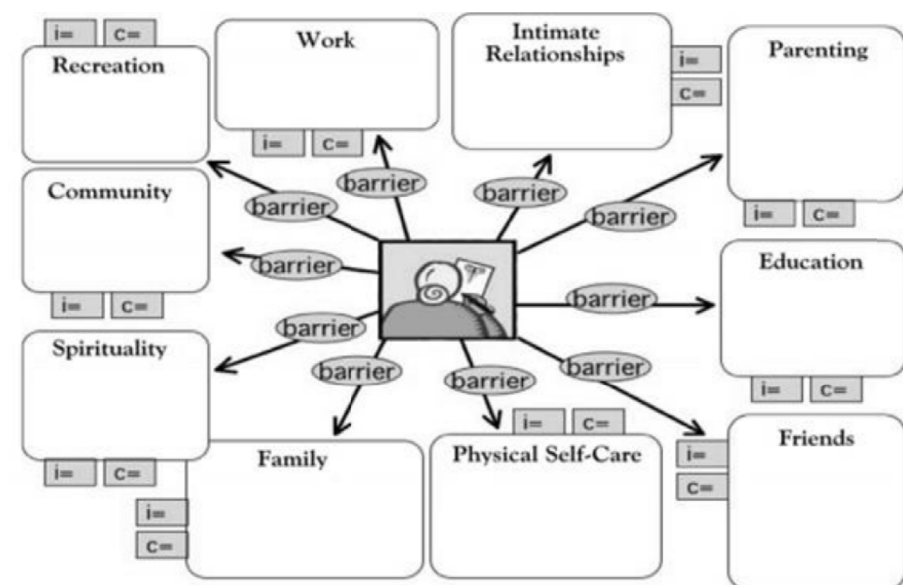 i= c=
Recreation
Work
i= c=
Intimate
Relationships
i=
c=
Parenting
i= c=
Community
i= c=
Education
i= c=
Spirituality
i= c=
Family
i=
c=
Physical Self-Care
i= c=
Friends
i=
c=
barrier
barrier
barrier
barrier
barrier
barrier
barrier
barrier
barrier
barrier